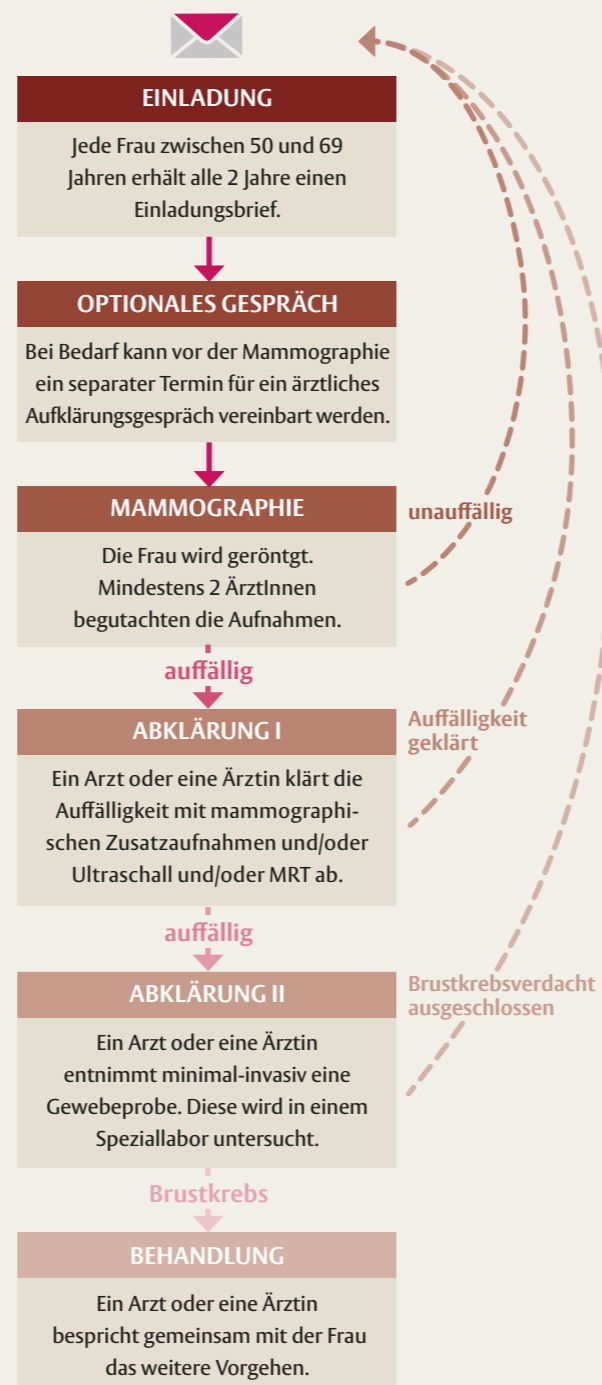 EINLADUNG
Jede Frau zwischen 50 und 69
Jahren erhält alle 2 Jahre einen
Einladungsbrief.
OPTIONALES GESPRÄCH
Bei Bedarf kann vor der Mammographie
ein separater Termin für ein ärztliches
Aufklärungsgespräch vereinbart werden.
MAMMOGRAPHIE
unauffällig
Die Frau wird geröntgt.
Mindestens 2 ÄrztInnen
begutachten die Aufnahmen.
auffällig
ABKLÄRUNG I
Auffälligkeit
geklärt
Ein Arzt oder eine Ärztin klärt die
Auffälligkeit mit mammographi-
schen Zusatzaufnahmen und/oder
Ultraschall und/oder MRT ab.
auffällig
ABKLÄRUNG II
Brustkrebsverdacht
ausgeschlossen
Ein Arzt oder eine Ärztin
entnimmt minimal-invasiv eine
Gewebeprobe. Diese wird in einem
Speziallabor untersucht.
Brustkrebs
BEHANDLUNG
Ein Arzt oder eine Ärztin
bespricht gemeinsam mit der Frau
das weitere Vorgehen.